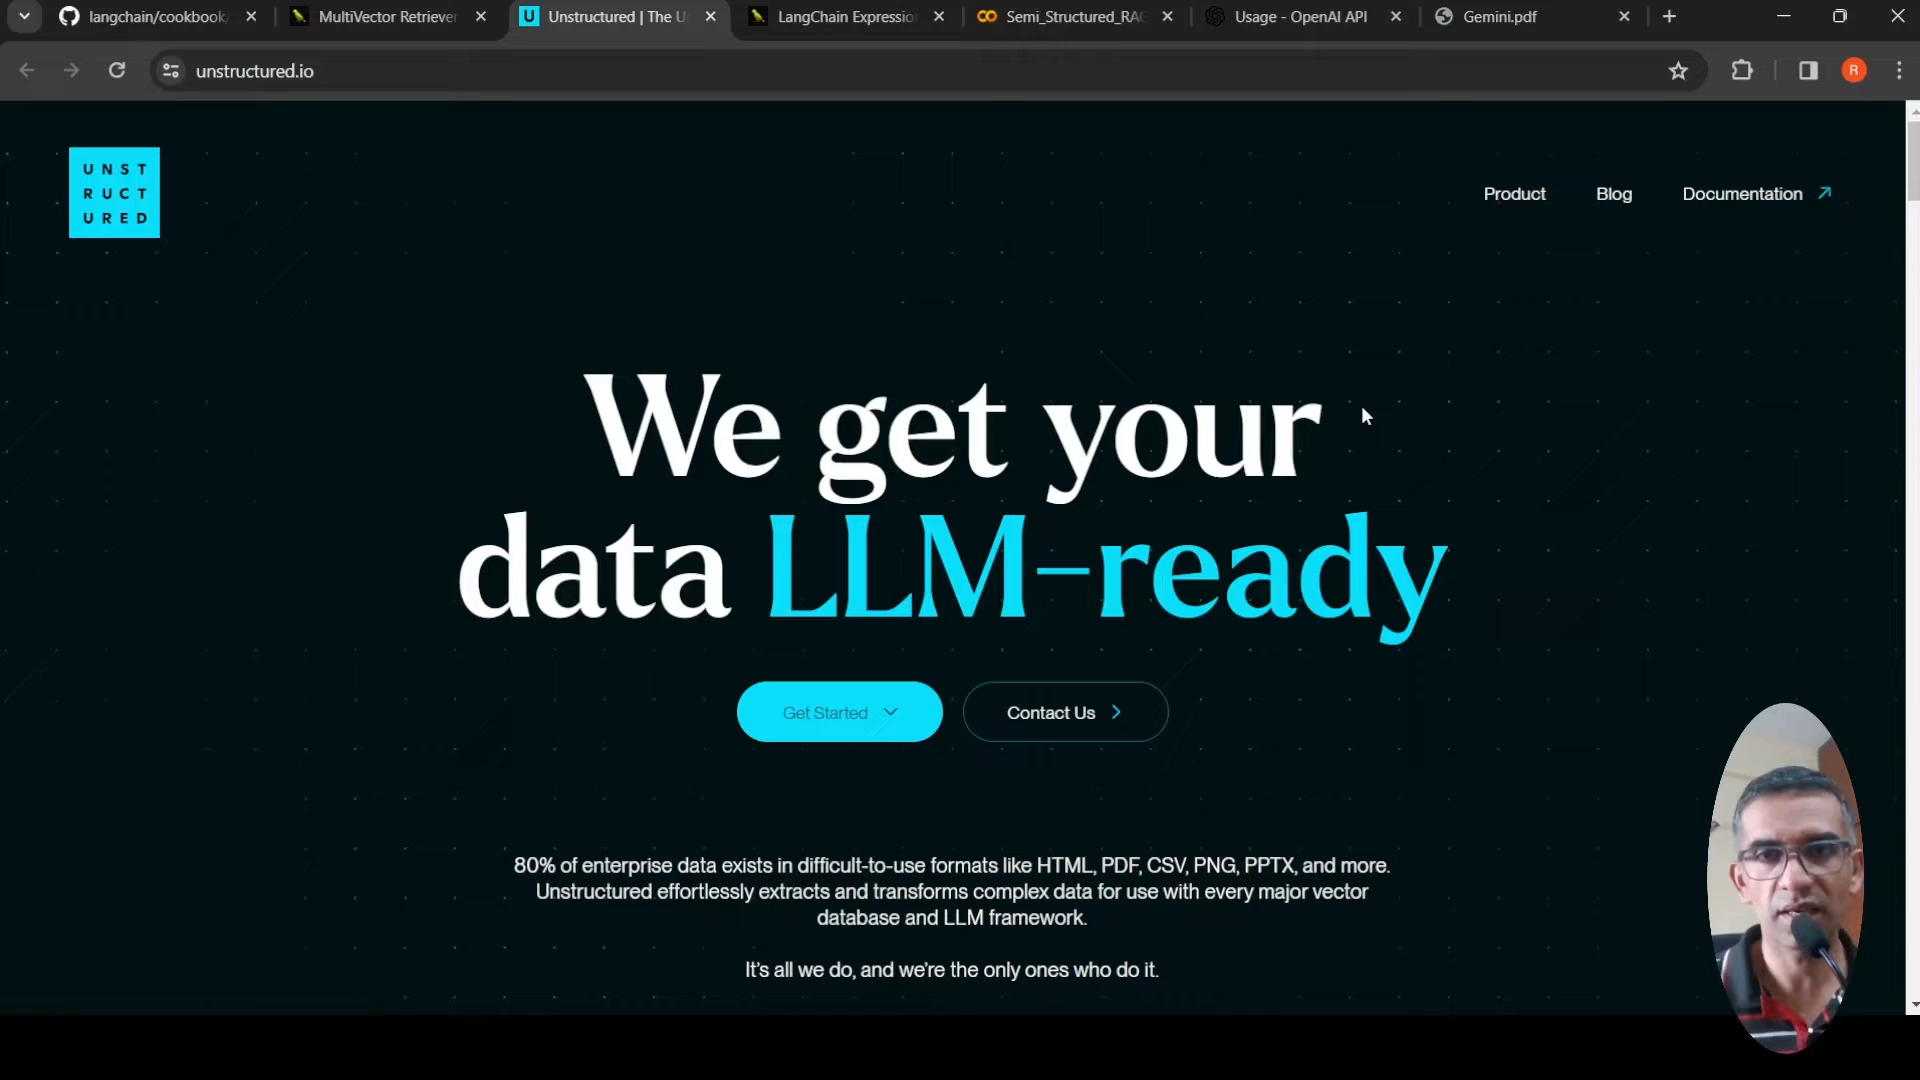 langchain/cookbook/
MultiVector Retriever
Unstructured | The U
LangChain Expressio
Semi_Structured_RAG
Usage - OpenAI API
Gemini.pdf
unstructured.io
R
UNST
RUCT
URED
Product
Blog
Documentation
We get your
data LLM-ready
Get Started
Contact Us
80% of enterprise data exists in difficult-to-use formats like HTML, PDF, CSV, PNG, PPTX, and more.
Unstructured effortlessly extracts and transforms complex data for use with every major vector
database and LLM framework.
It's all we do, and we're the only ones who do it.